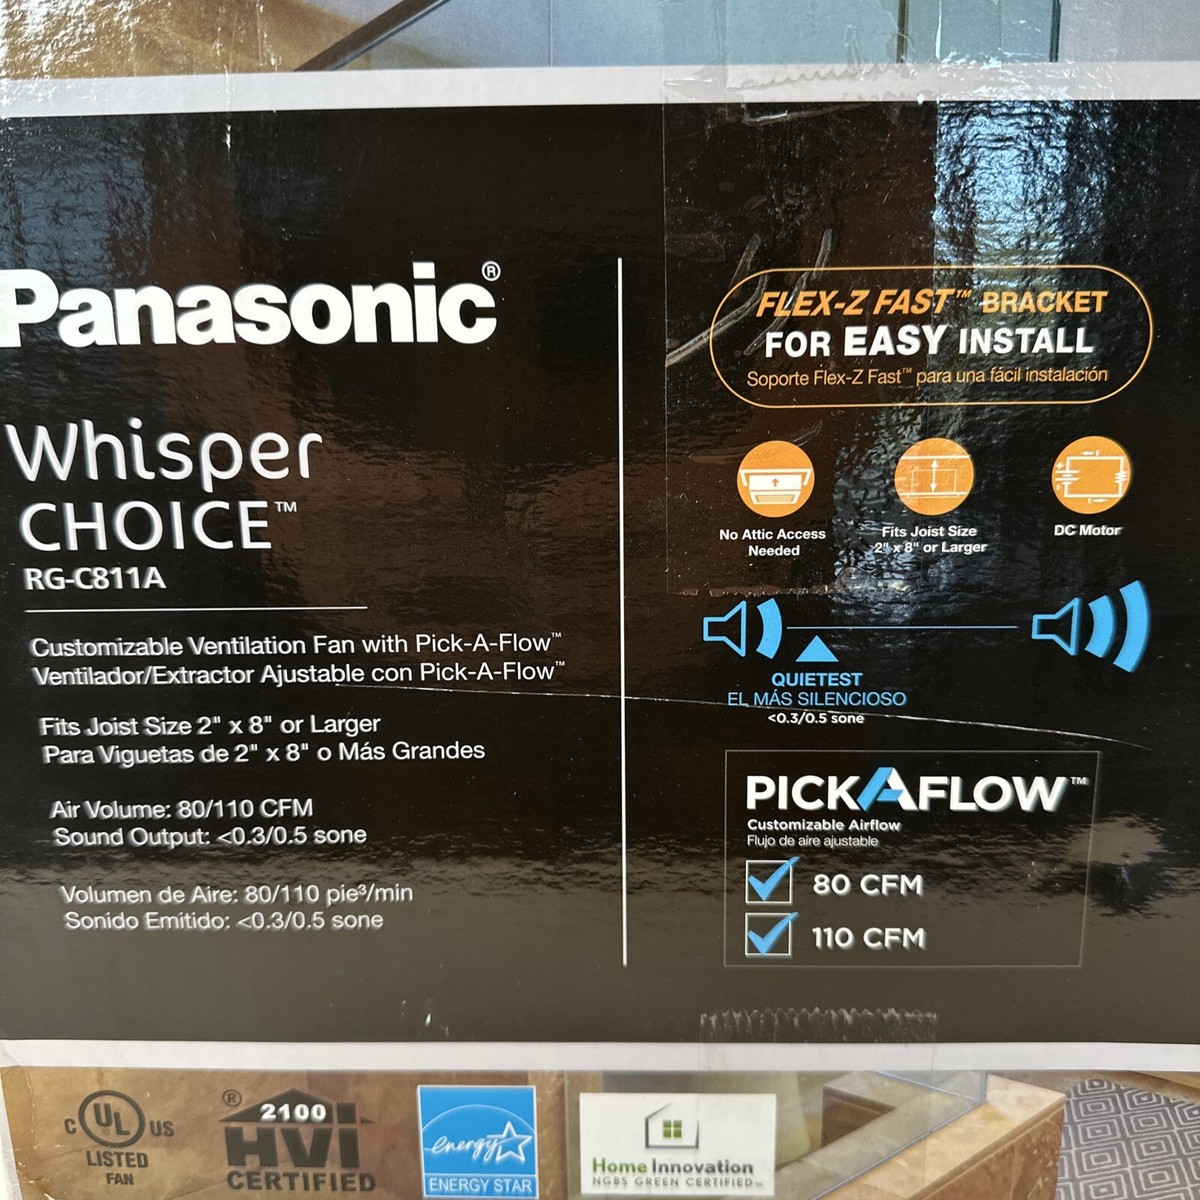 Panasonic®
Whisper
CHOICE™
RG-C811A
Customizable Ventilation Fan with Pick-A-Flow™
Ventilador/Extractor Ajustable con Pick-A-Flow™
Fits Joist Size 2" x 8" or Larger
Para Viguetas de 2" x 8" o Más Grandes
Air Volume: 80/110 CFM
Sound Output: <0.3/0.5 sone
Volumen de Aire: 80/110 pie³/min
Sonido Emitido: <0.3/0.5 sone
FLEX-Z FAST™ BRACKET
FOR EASY INSTALL
Soporte Flex-Z Fast™ para una fácil instalación
No Attic Access
Needed
Fits Joist Size
2" x 8" or Larger
DC Motor
QUIETEST
EL MÁS SILENCIOSO
<0.3/0.5 sone
PICKAFLOW™
Customizable Airflow
Flujo de aire ajustable
80 CFM
110 CFM
C UL US
LISTED
FAN
®
2100
HVI
CERTIFIED
energy
ENERGY STAR
Home Innovation
NGBS GREEN CERTIFIED™